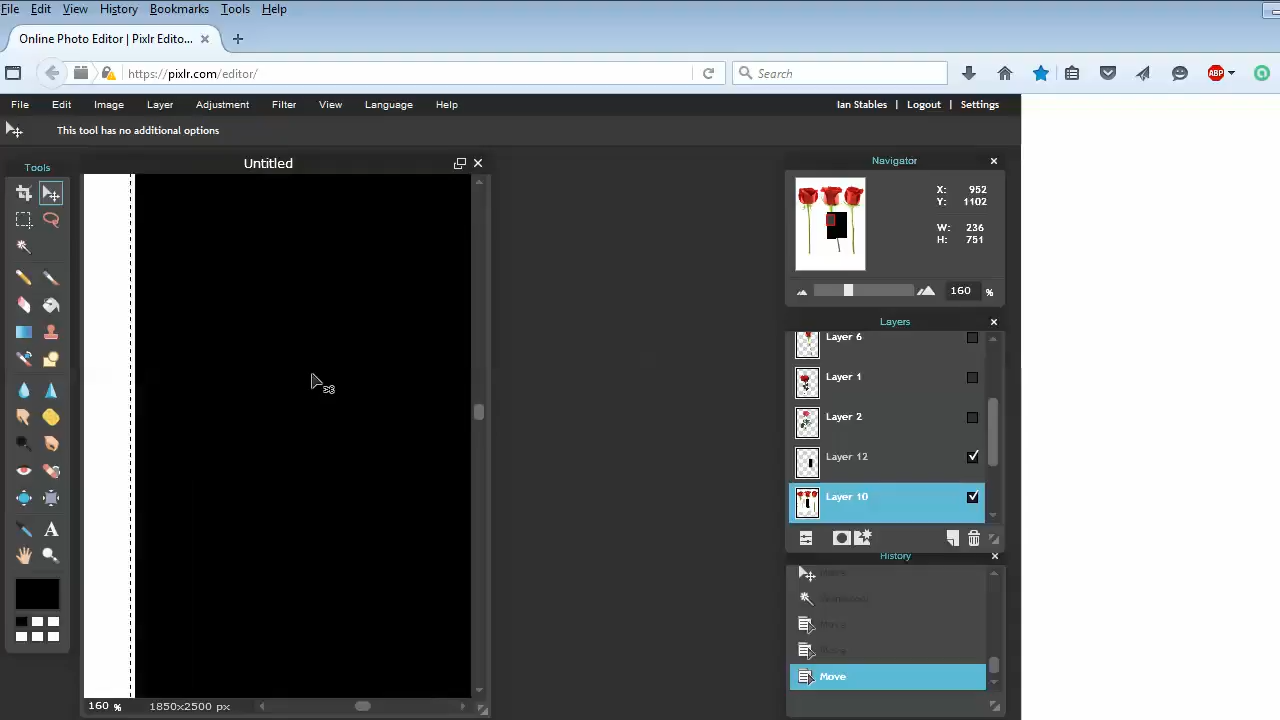 File Edit View History Bookmarks Tools Help
Online Photo Editor | Pixlr Edito...
https://pixlr.com/editor/
Search
ABP
File Edit Image Layer Adjustment Filter View Language Help
Ian Stables | Logout | Settings
This tool has no additional options
Tools
Untitled
A
160 % 1850x2500 px
Navigator
X: 952
Y: 1102
W: 236
H: 751
160 %
Layers
Layer 6
Layer 1
Layer 2
Layer 12
Layer 10
History
Move